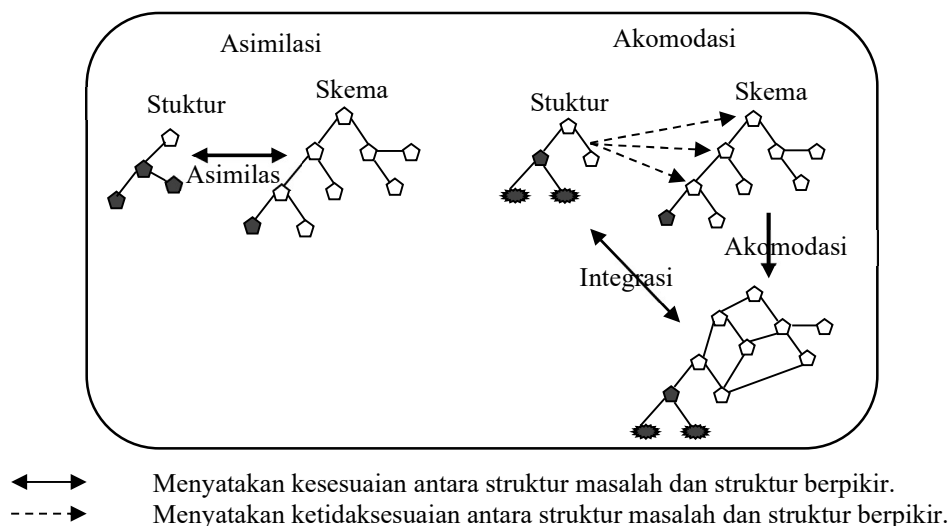 Asimilasi
Akomodasi
Stuktur
Skema
Asimilas
Stuktur
Skema
Akomodasi
Integrasi
Menyatakan kesesuaian antara struktur masalah dan struktur berpikir.
Menyatakan ketidaksesuaian antara struktur masalah dan struktur berpikir.